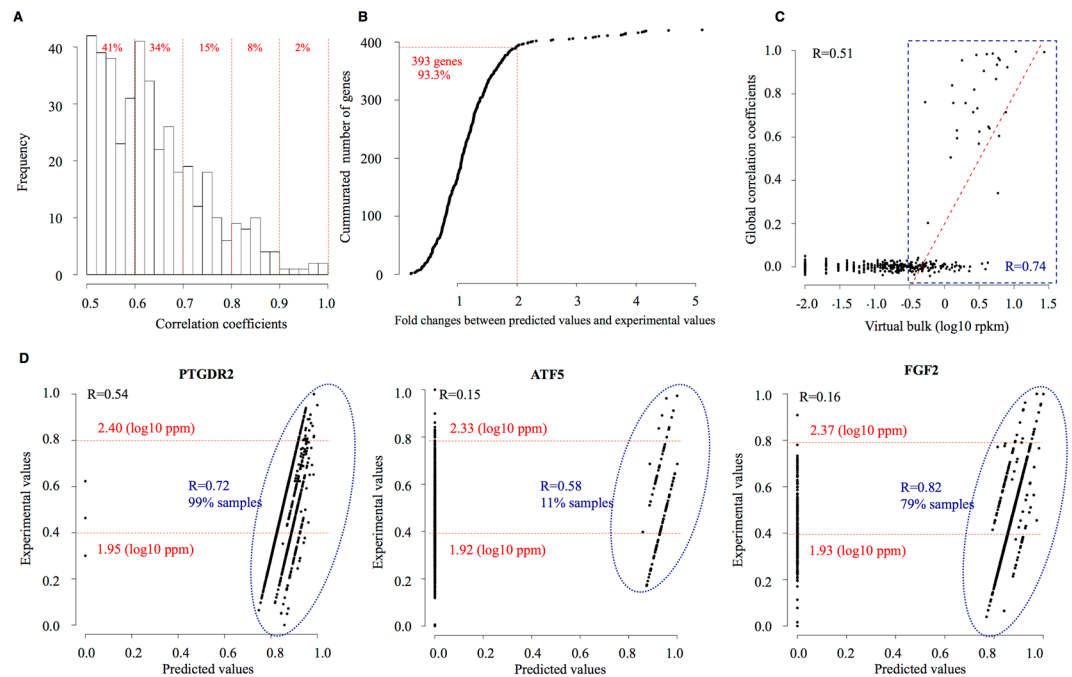 A
41%
34%
15%
8%
2%
Frequency
40
30
20
10
0
0.5
0.6
0.7
0.8
0.9
1.0
Correlation coefficients
B
393 genes
93.3%
Cummurated number of genes
400
300
200
100
0
1
2
3
4
5
Fold changes between predicted values and experimental values
C
R=0.51
R=0.74
Global correlation coefficients
1.0
0.8
0.6
0.4
0.2
0.0
-2.0
-1.5
-1.0
-0.5
0.0
0.5
1.0
1.5
Virtual bulk (log10 rpkm)
D
PTGDR2
R=0.54
2.40 (log10 ppm)
R=0.72
99% samples
1.95 (log10 ppm)
Experimental values
1.0
0.8
0.6
0.4
0.2
0.0
0.0
0.2
0.4
0.6
0.8
1.0
Predicted values
ATF5
R=0.15
2.33 (log10 ppm)
R=0.58
11% samples
1.92 (log10 ppm)
Experimental values
1.0
0.8
0.6
0.4
0.2
0.0
0.0
0.2
0.4
0.6
0.8
1.0
Predicted values
FGF2
R=0.16
2.37 (log10 ppm)
R=0.82
79% samples
1.93 (log10 ppm)
Experimental values
1.0
0.8
0.6
0.4
0.2
0.0
0.0
0.2
0.4
0.6
0.8
1.0
Predicted values